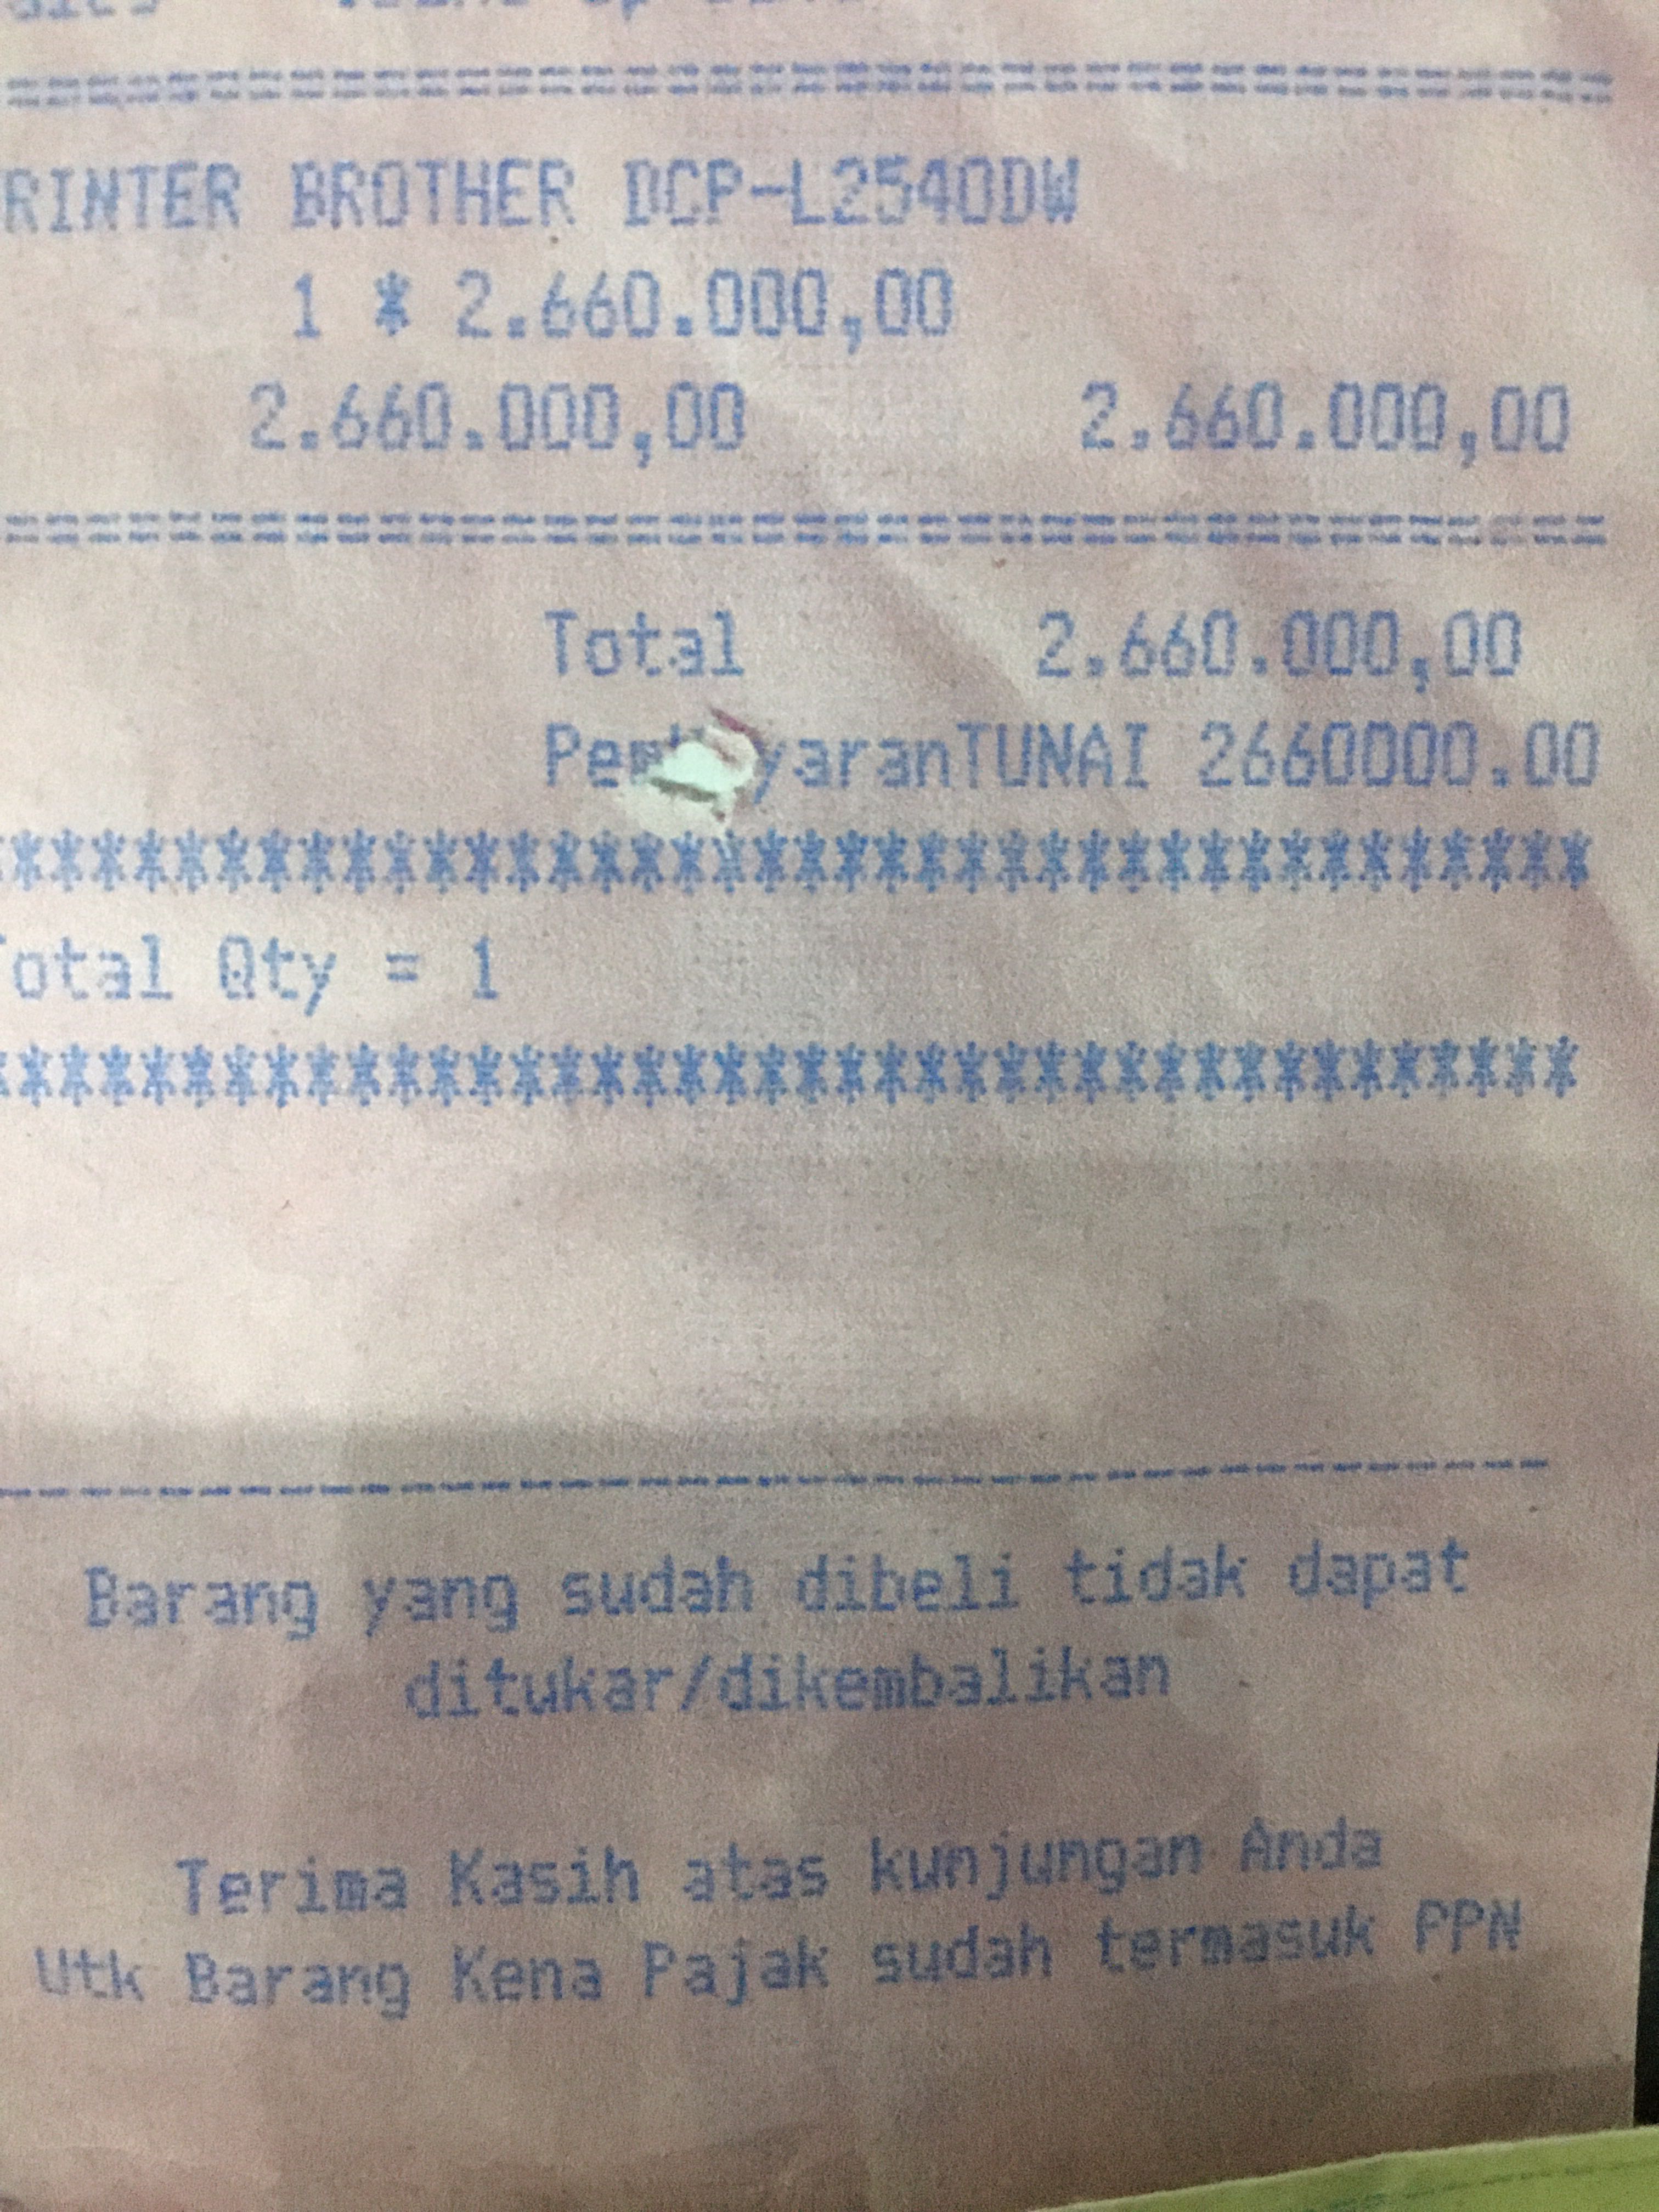 ================================
RINTER BROTHER DCP-L2540DW
1 * 2.660.000,00
2.660.000,00 2.660.000,00
================================
Total 2.660.000,00
TUNAI 2660000.00
***************************************
otal Qty = 1
***************************************
--------------------------------------
Barang yang sudah dibeli tidak dapat
ditukar/dikembalikan
Terima Kasih atas kunjungan Anda
Utk Barang Kena Pajak sudah termasuk PPN